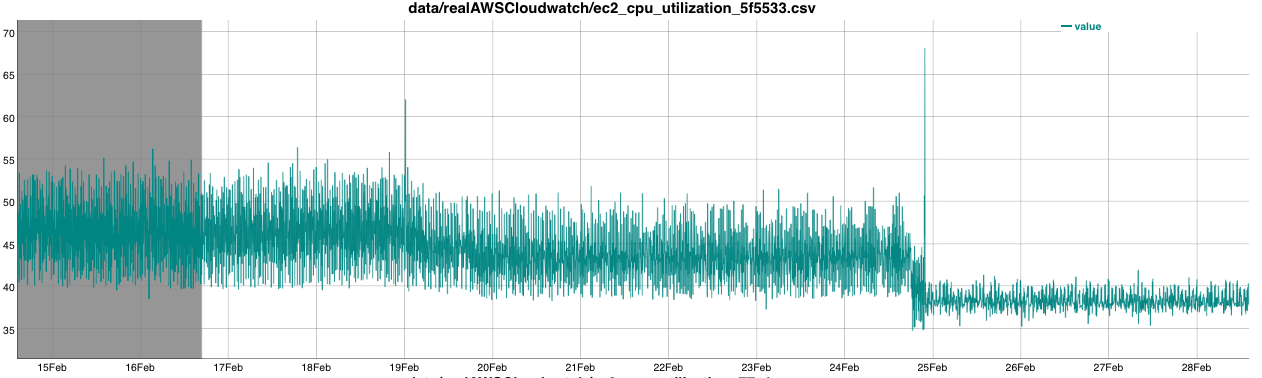 data/realAWSCloudwatch/ec2_cpu_utilization_5f5533.csv
value
70
65
60
55
50
45
40
35
15Feb 16Feb 17Feb 18Feb 19Feb 20Feb 21Feb 22Feb 23Feb 24Feb 25Feb 26Feb 27Feb 28Feb